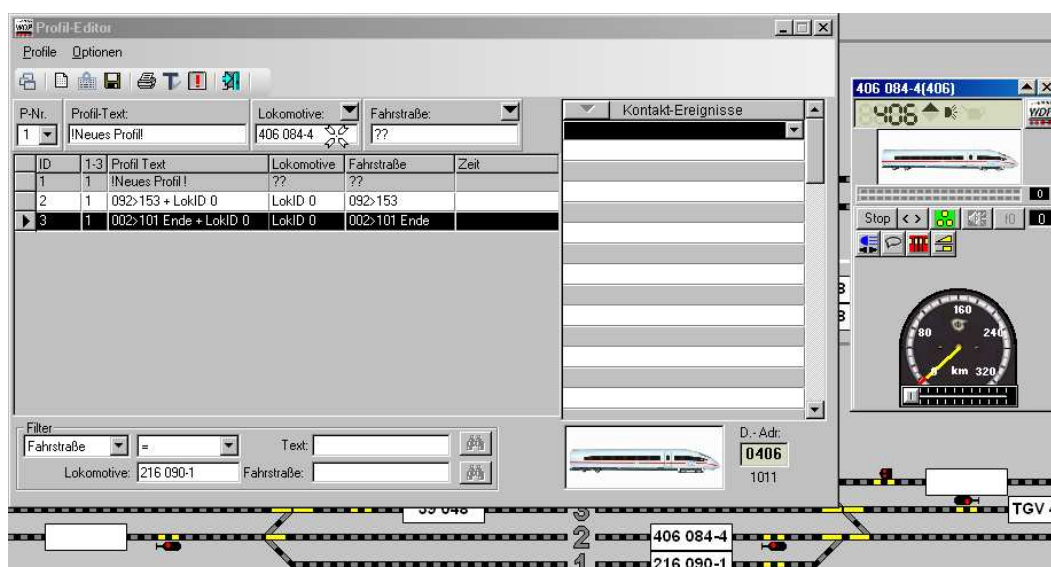 Profil-Editor
Profile Optionen
P-Nr. Profil-Text: Lokomotive: Fahrstraße:
1 !Neues Profil! 406 084-4 ??
ID 1-3 Profil Text Lokomotive Fahrstraße Zeit
1 1 !Neues Profil ! ?? ??
2 1 092>153 + LokID 0 LokID 0 092>153
3 1 002>101 Ende + LokID 0 LokID 0 002>101 Ende
Kontakt-Ereignisse
Filter
Fahrstraße = Text:
Lokomotive: 216 090-1 Fahrstraße:
D.- Adr:
0406
1011
406 084-4(406)
406
WDP
0
Stop < > f0 0
160
80 240
0 km 320
3
2 406 084-4
1 216 090-1
TGV